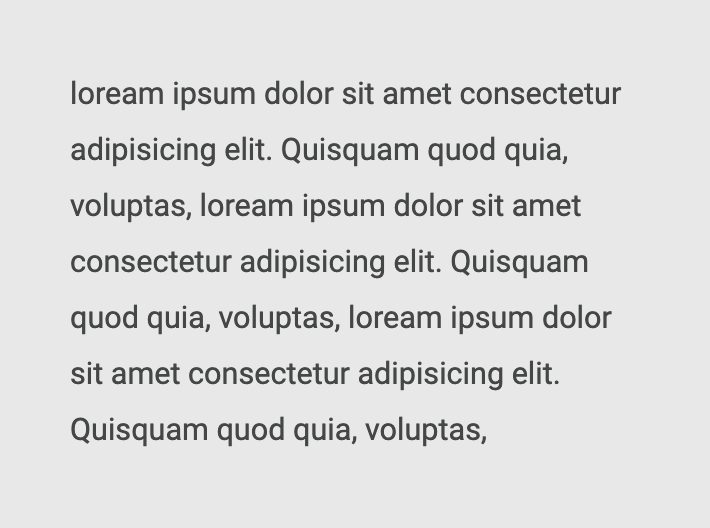 loream ipsum dolor sit amet consectetur
adipisicing elit. Quisquam quod quia,
voluptas, loream ipsum dolor sit amet
consectetur adipisicing elit. Quisquam
quod quia, voluptas, loream ipsum dolor
sit amet consectetur adipisicing elit.
Quisquam quod quia, voluptas,